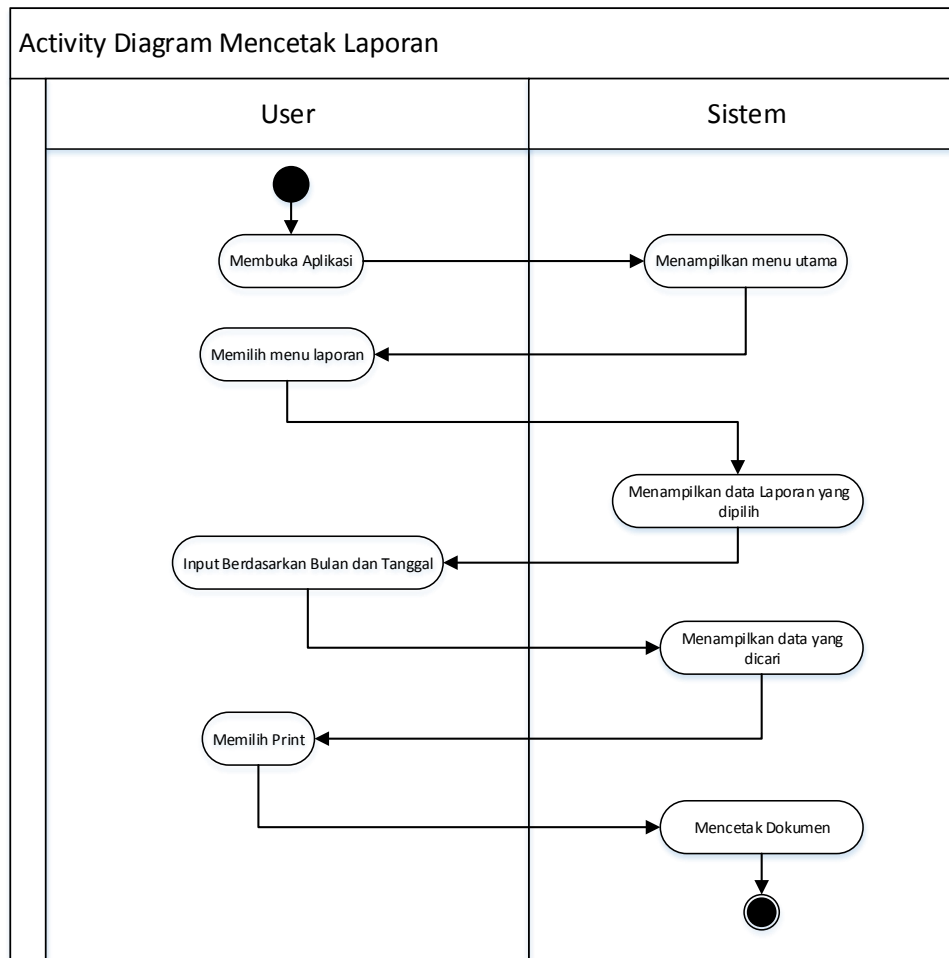 Activity Diagram Mencetak Laporan
User
Sistem
Membuka Aplikasi
Menampilkan menu utama
Memilih menu laporan
Menampilkan data Laporan yang
dipilih
Input Berdasarkan Bulan dan Tanggal
Menampilkan data yang
dicari
Memilih Print
Mencetak Dokumen